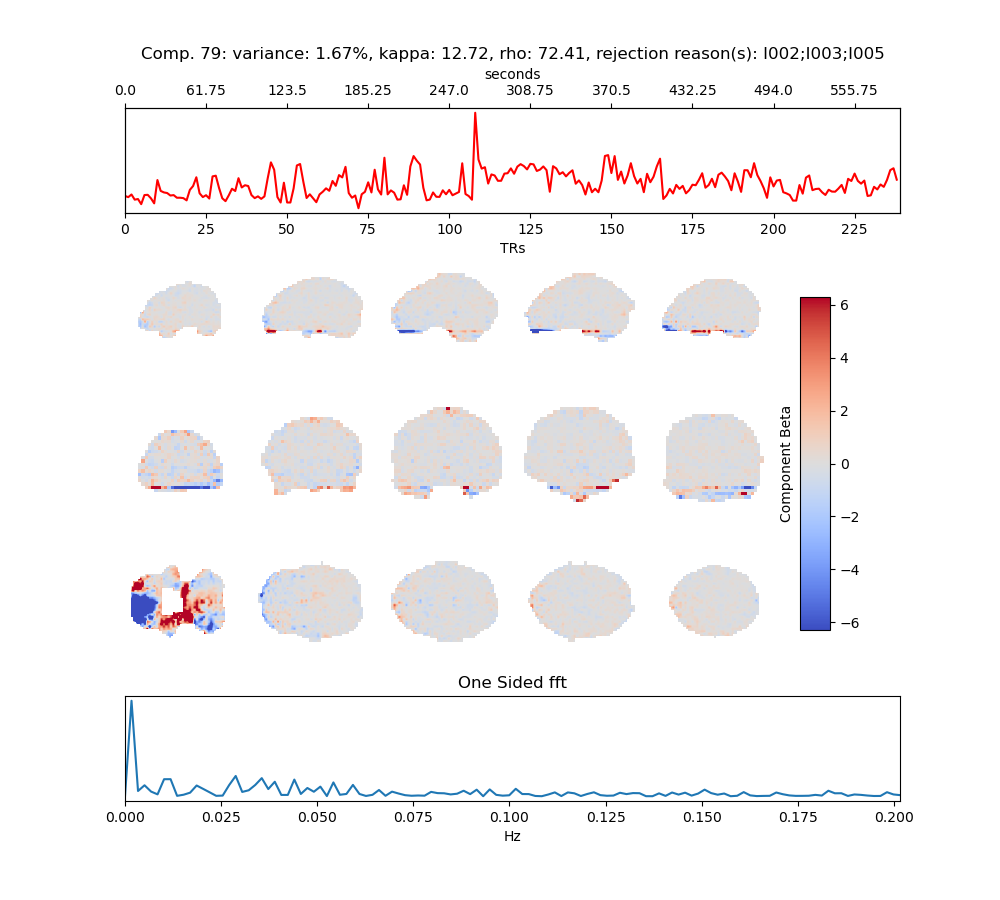 Comp. 79: variance: 1.67%, kappa: 12.72, rho: 72.41, rejection reason(s): I002;I003;I005
seconds
0.0 61.75 123.5 185.25 247.0 308.75 370.5 432.25 494.0 555.75
0 25 50 75 100 125 150 175 200 225
TRs
6
4
2
0
−2
−4
−6
Component Beta
One Sided fft
0.000 0.025 0.050 0.075 0.100 0.125 0.150 0.175 0.200
Hz